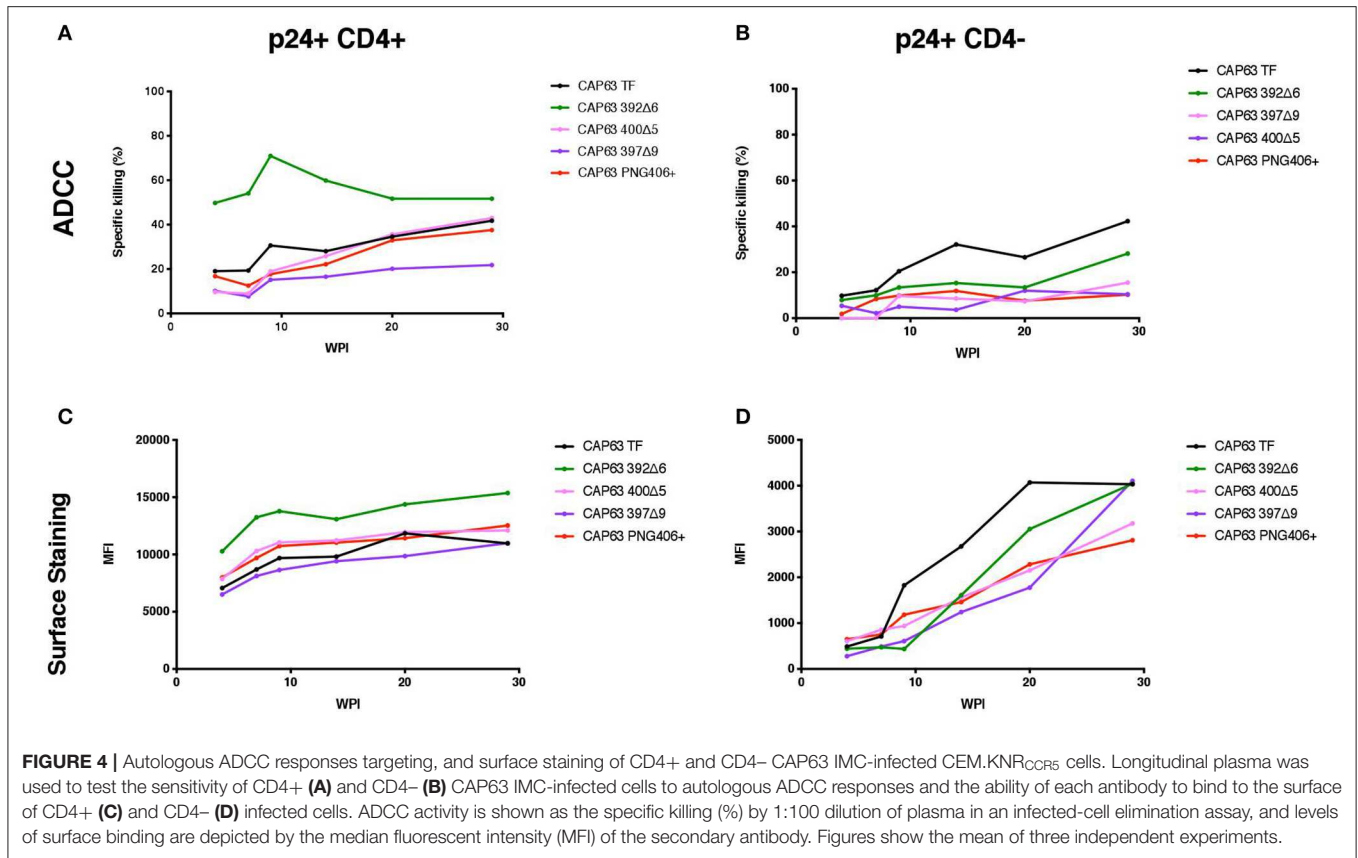 A
p24+ CD4+
B
p24+ CD4-
ADCC
Specific killing (%)
100
80
60
40
20
0
0
10
20
30
WPI
CAP63 TF
CAP63 392Δ6
CAP63 400Δ5
CAP63 397Δ9
CAP63 PNG406+
Specific killing (%)
100
80
60
40
20
0
0
10
20
30
WPI
CAP63 TF
CAP63 392Δ6
CAP63 397Δ9
CAP63 400Δ5
CAP63 PNG406+
C
D
Surface Staining
MFI
20000
15000
10000
5000
0
0
10
20
30
WPI
CAP63 TF
CAP63 392Δ6
CAP63 400Δ5
CAP63 397Δ9
CAP63 PNG406+
MFI
5000
4000
3000
2000
1000
0
0
10
20
30
WPI
CAP63 TF
CAP63 392Δ6
CAP63 400Δ5
CAP63 397Δ9
CAP63 PNG406+
FIGURE 4 | Autologous ADCC responses targeting, and surface staining of CD4+ and CD4– CAP63 IMC-infected CEM.KNRCCR5 cells. Longitudinal plasma was
used to test the sensitivity of CD4+ (A) and CD4– (B) CAP63 IMC-infected cells to autologous ADCC responses and the ability of each antibody to bind to the surface
of CD4+ (C) and CD4– (D) infected cells. ADCC activity is shown as the specific killing (%) by 1:100 dilution of plasma in an infected-cell elimination assay, and levels
of surface binding are depicted by the median fluorescent intensity (MFI) of the secondary antibody. Figures show the mean of three independent experiments.